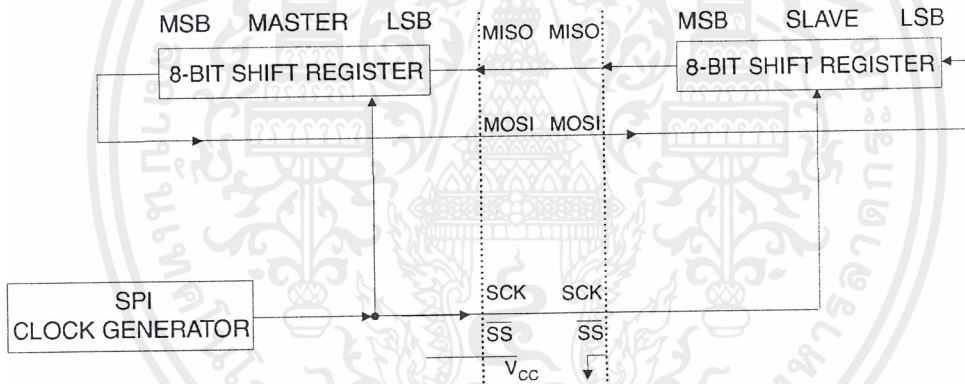 MSB MASTER LSB
MISO MISO
MSB SLAVE LSB
8-BIT SHIFT REGISTER
8-BIT SHIFT REGISTER
MOSI MOSI
SPI
CLOCK GENERATOR
SCK SCK
SS SS
VCC